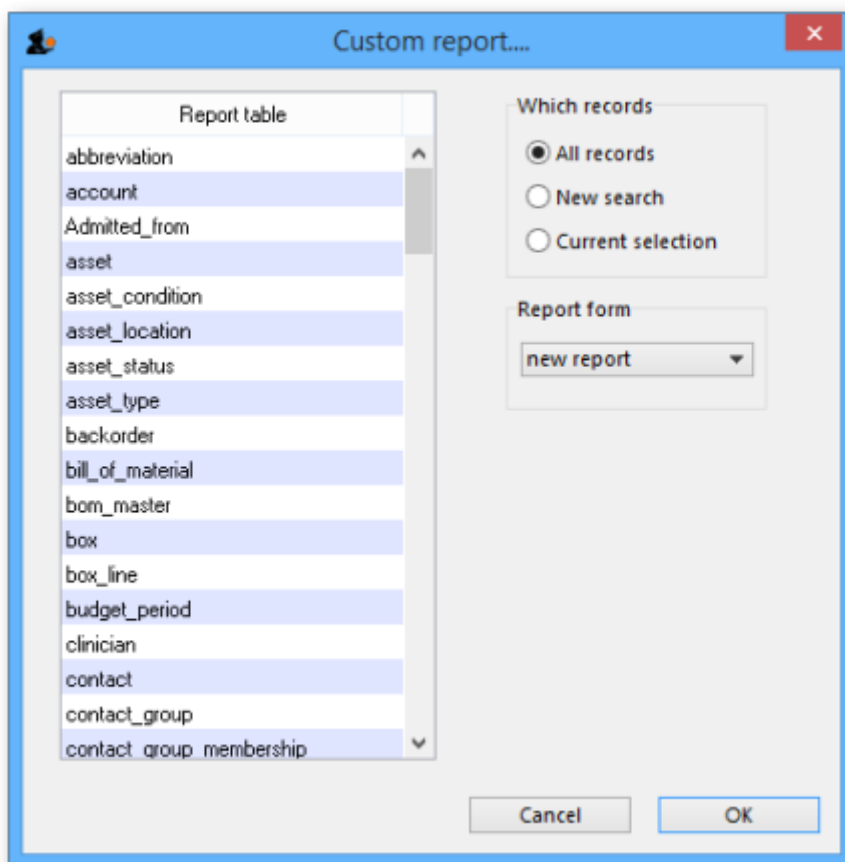 Custom report....
Report table
abbreviation
account
Admitted_from
asset
asset_condition
asset_location
asset_status
asset_type
backorder
bill_of_material
bom_master
box
box_line
budget_period
clinician
contact
contact_group
contact_group_membership
Which records
All records
New search
Current selection
Report form
new report
Cancel
OK